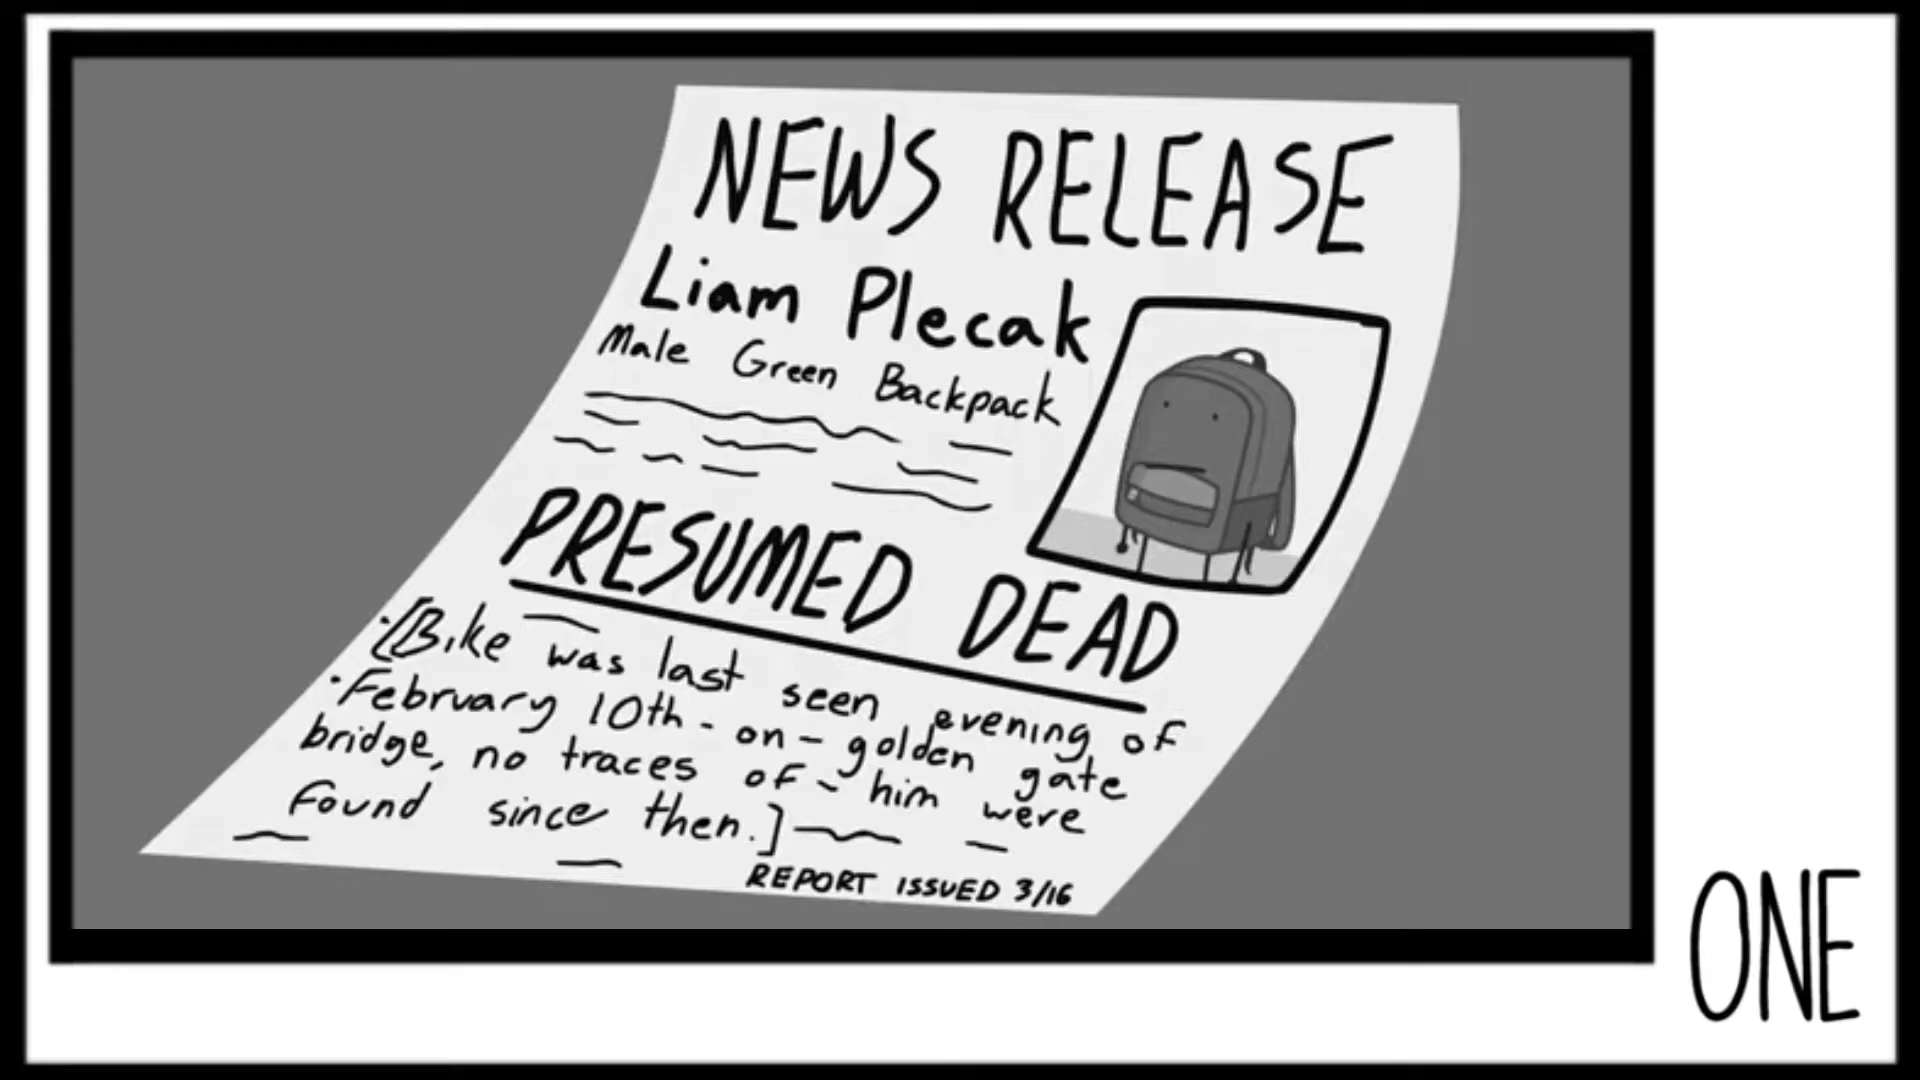 NEWS RELEASE
Liam Plecak
Male Green Backpack
PRESUMED DEAD
·[Bike was last seen evening of
·February 10th - on - golden gate
bridge, no traces of - him were
found since then.]
REPORT ISSUED 3/16
ONE